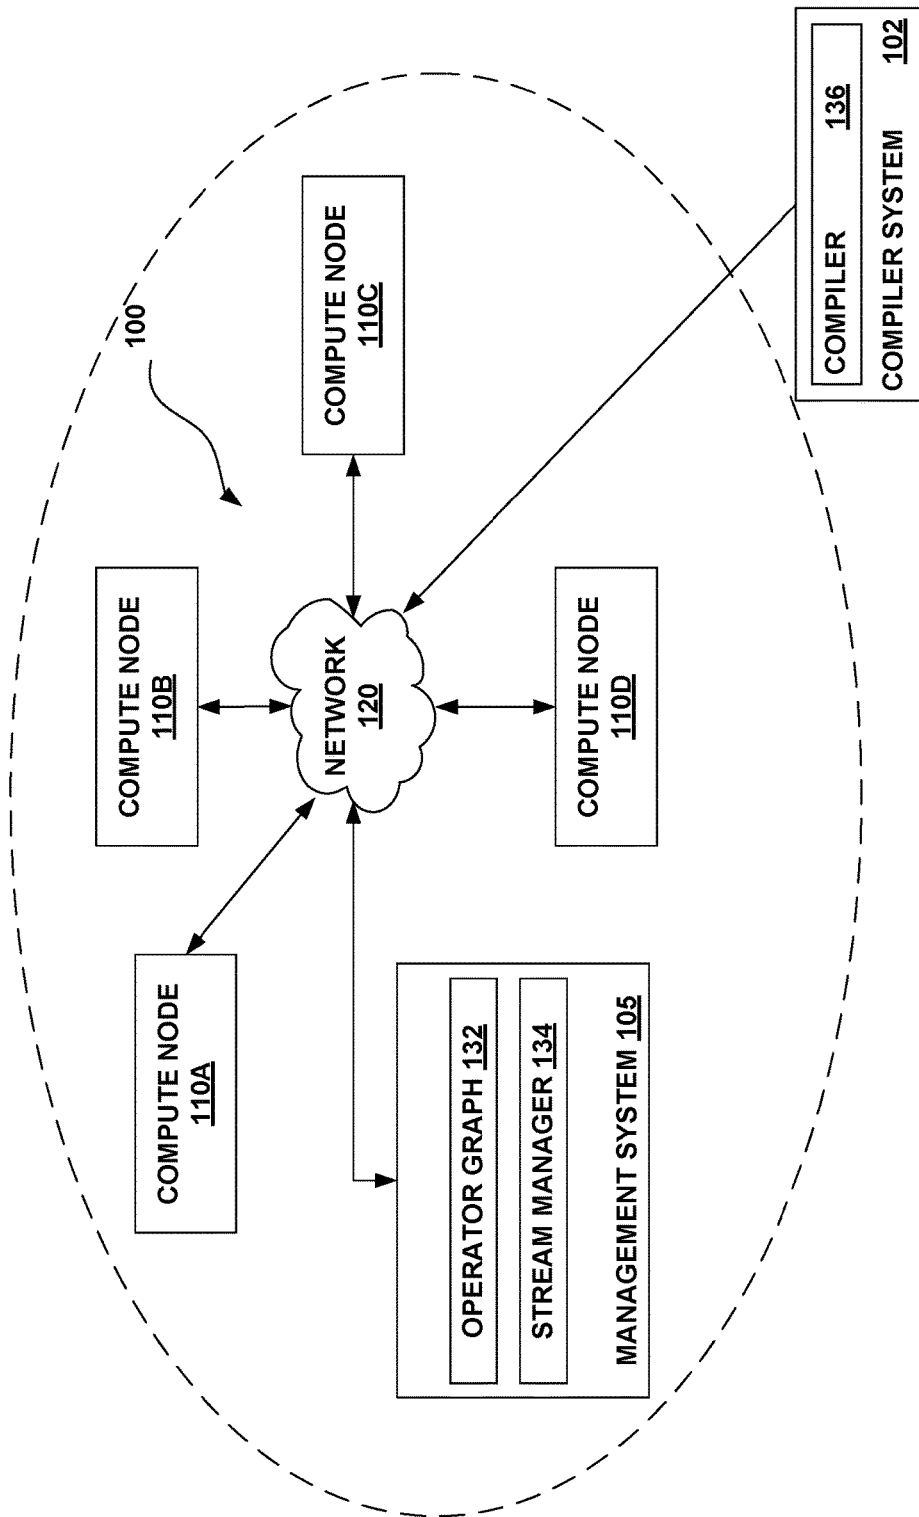 100
COMPUTE NODE
110A
COMPUTE NODE
110B
COMPUTE NODE
110C
NETWORK
120
COMPUTE NODE
110D
OPERATOR GRAPH 132
STREAM MANAGER 134
MANAGEMENT SYSTEM 105
COMPILER 136
COMPILER SYSTEM 102